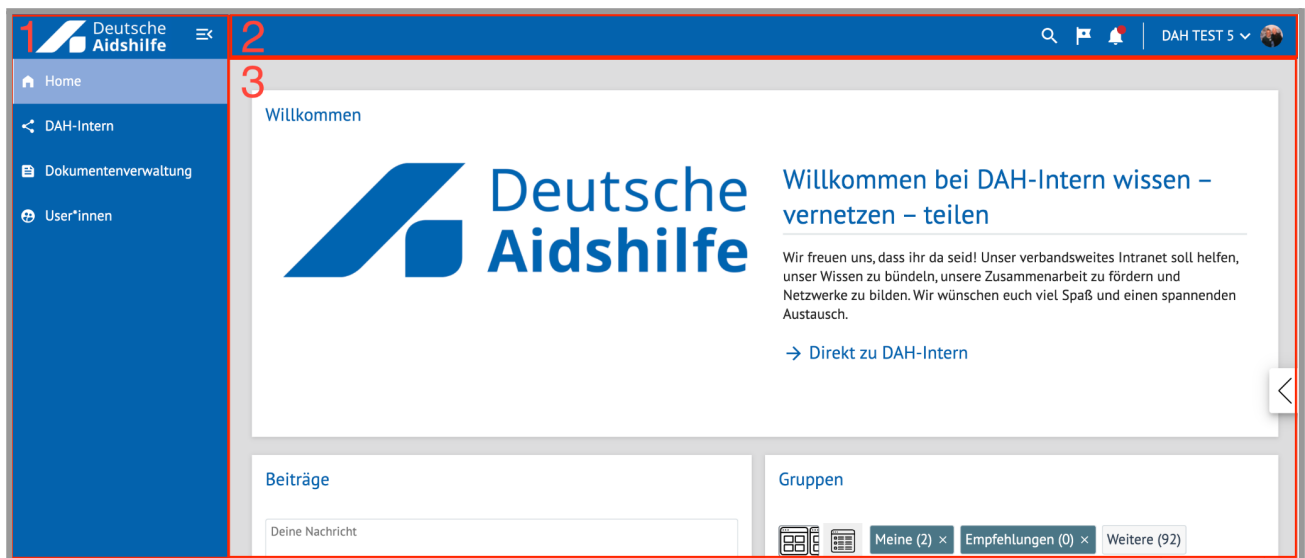 1
Deutsche
Aidshilfe
2
DAH TEST 5
Home
3
DAH-Intern
Dokumentenverwaltung
User*innen
Willkommen
Deutsche
Aidshilfe
Willkommen bei DAH-Intern wissen –
vernetzen – teilen
Wir freuen uns, dass ihr da seid! Unser verbandsweites Intranet soll helfen,
unser Wissen zu bündeln, unsere Zusammenarbeit zu fördern und
Netzwerke zu bilden. Wir wünschen euch viel Spaß und einen spannenden
Austausch.
→ Direkt zu DAH-Intern
Beiträge
Deine Nachricht
Gruppen
Meine (2) × Empfehlungen (0) × Weitere (92)